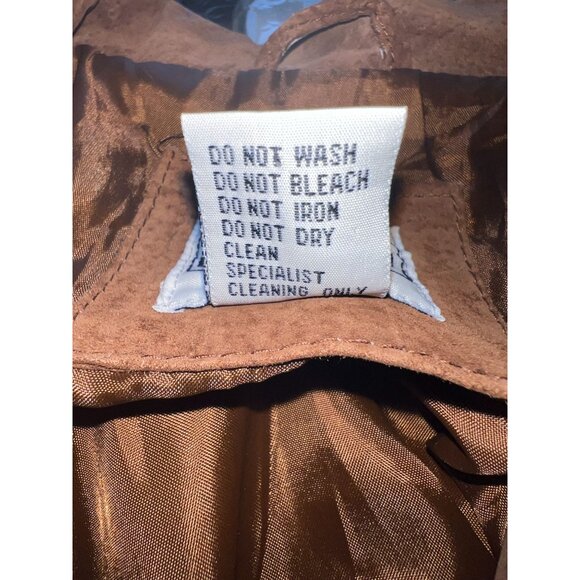 DO NOT WASH
DO NOT BLEACH
DO NOT IRON
DO NOT DRY
CLEAN
SPECIALIST
CLEANING ONLY